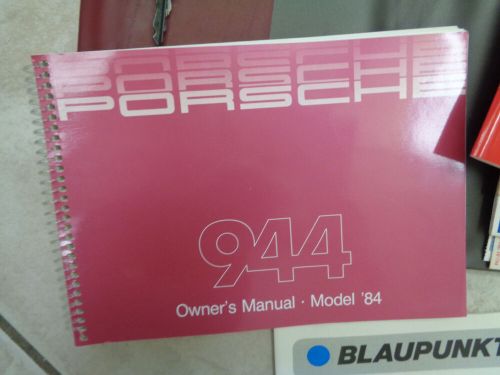 PORSCHE
PORSCHE
PORSCHE
944
Owner's Manual · Model '84
BLAUPUNKT